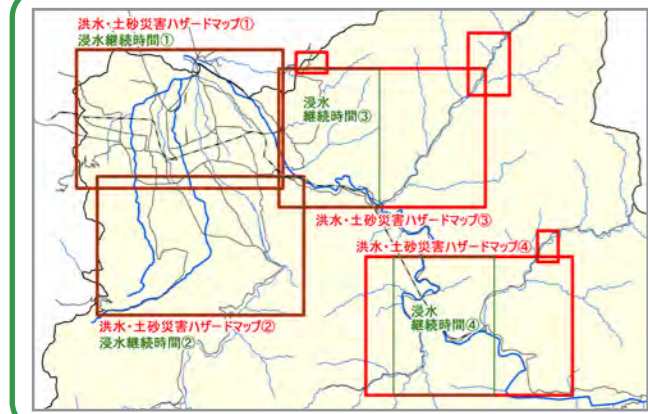 洪水・土砂災害ハザードマップ①
浸水継続時間①
浸水
継続時間③
洪水・土砂災害ハザードマップ③
洪水・土砂災害ハザードマップ④
浸水
継続時間④
洪水・土砂災害ハザードマップ②
浸水継続時間②